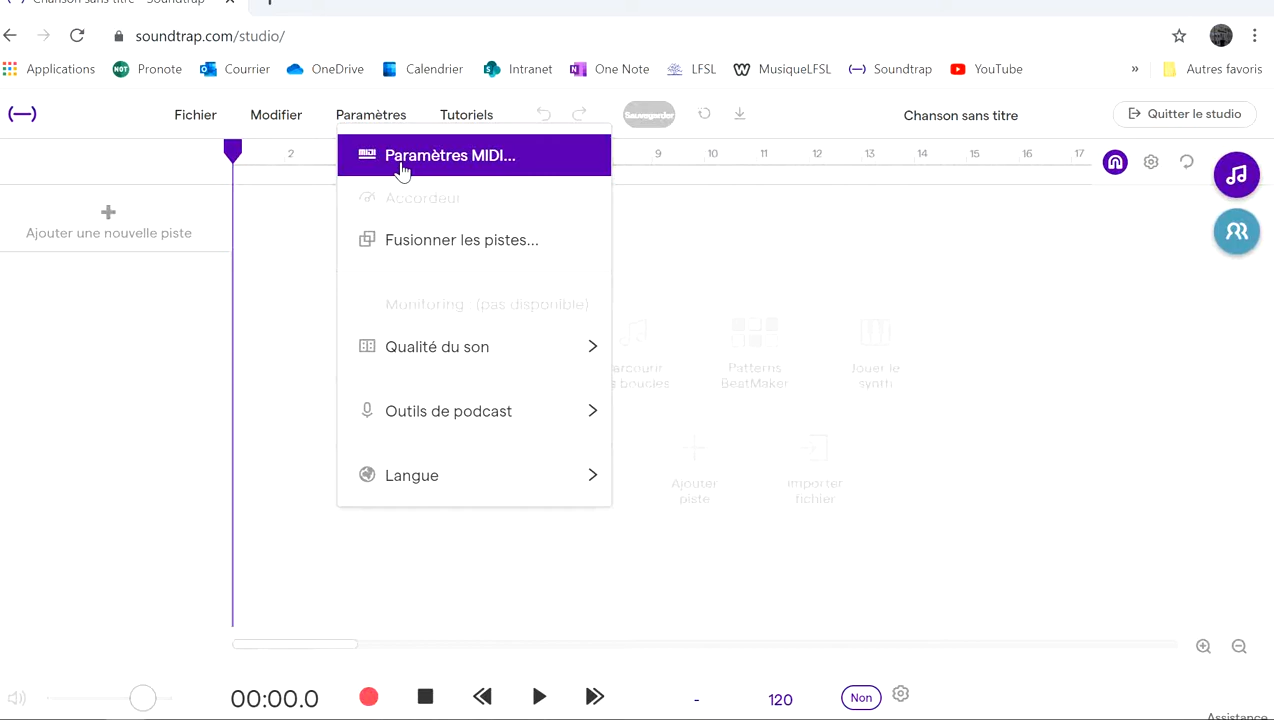 Chanson sans titre - Soundtrap
soundtrap.com/studio/
Applications Pronote Courrier OneDrive Calendrier Intranet One Note LFSL MusiqueLFSL Soundtrap YouTube » Autres favoris
Fichier Modifier Paramètres Tutoriels Sauvegarder Chanson sans titre Quitter le studio
2 9 10 11 12 13 14 15 16 17
MIDI Paramètres MIDI...
Accordeur
Ajouter une nouvelle piste
Fusionner les pistes...
Monitoring (pas disponible)
Qualité du son
Patterns
BeatMaker
Jouer le
synth
boucles
Outils de podcast
Langue
Ajouter
piste
Importer
fichier
00:00.0 - 120 Non
Assistance